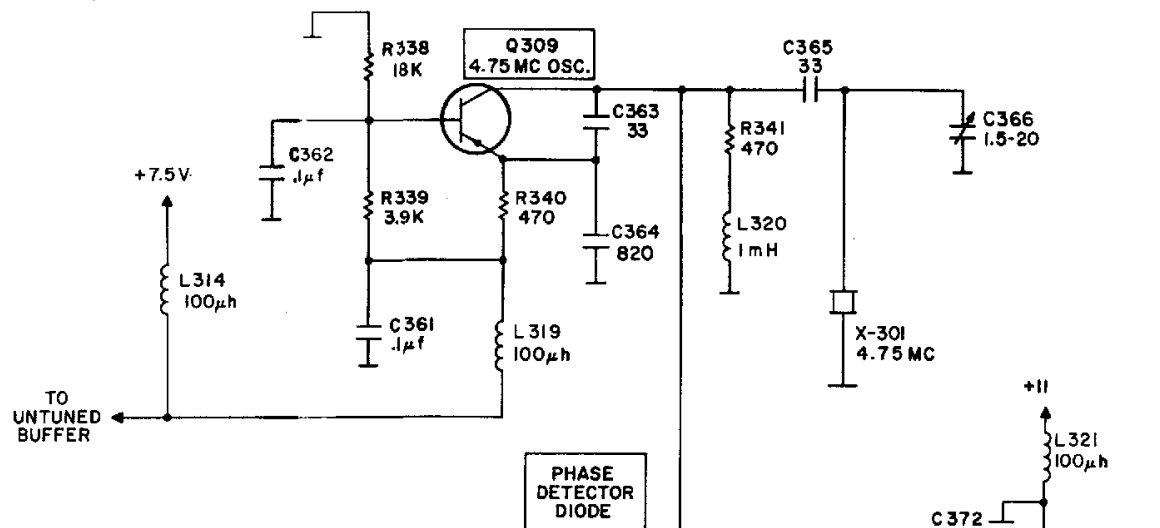 R338
18K
Q309
4.75 MC OSC.
C365
33
C363
33
R341
470
C366
1.5-20
C362
.1µf
+7.5V
R339
3.9K
R340
470
C364
820
L320
1mH
L314
100µh
C361
.1µf
L319
100µh
X-301
4.75 MC
TO
UNTUNED
BUFFER
+11
L321
100µh
PHASE
DETECTOR
DIODE
C372